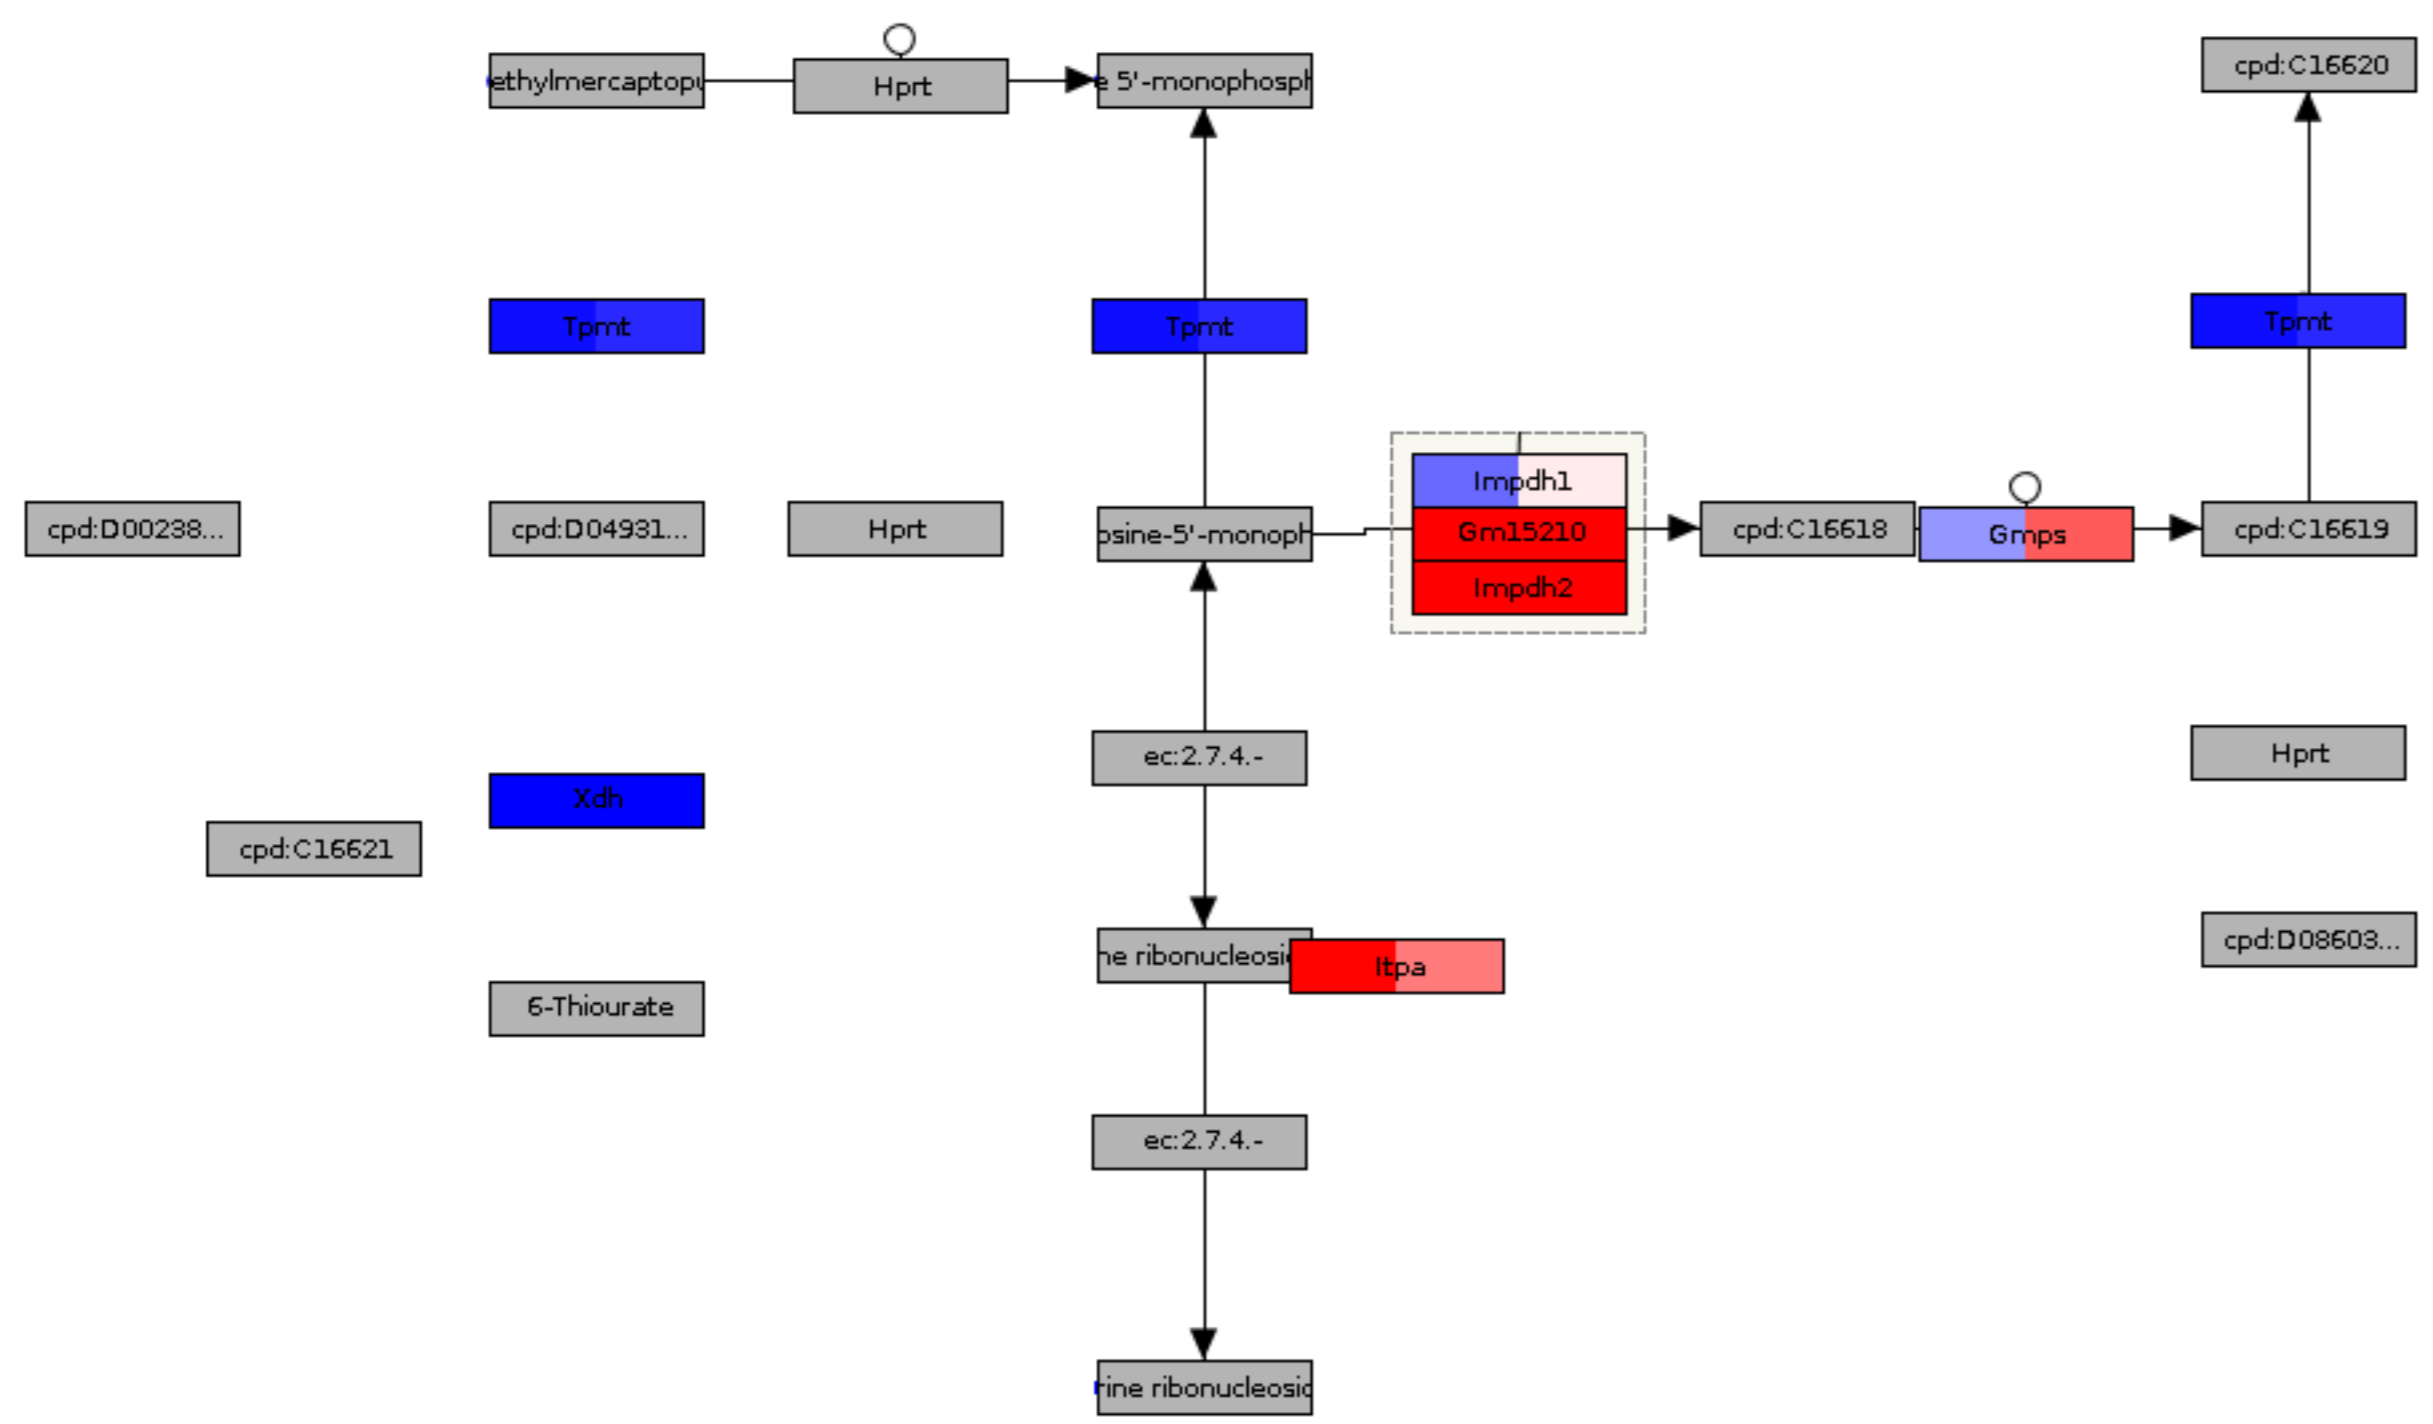 ethylmercaptopu
Hprt
e 5'-monophosph
cpd:C16620
Tpmt
Tpmt
Tpmt
cpd:D00238...
cpd:D04931...
Hprt
osine-5'-monoph
Impdh1
Gm15210
Impdh2
cpd:C16618
Gmps
cpd:C16619
ec:2.7.4.-
Hprt
Xdh
cpd:C16621
ne ribonucleosi
Itpa
cpd:D08603...
6-Thiourate
ec:2.7.4.-
rine ribonucleosid